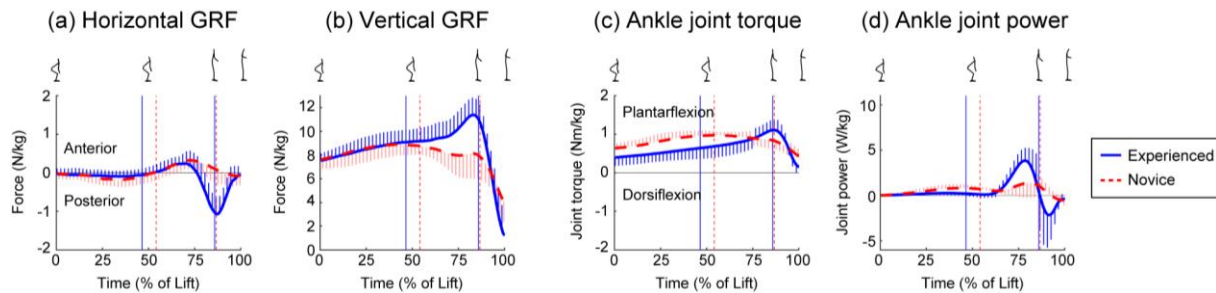 (a) Horizontal GRF
(b) Vertical GRF
(c) Ankle joint torque
(d) Ankle joint power
Force (N/kg)
2
1
0
-1
-2
Anterior
Posterior
0
25
50
75
100
Time (% of Lift)
Force (N/kg)
12
10
8
6
4
2
0
0
25
50
75
100
Time (% of Lift)
Joint torque (Nm/kg)
2
1
0
-1
-2
Plantarflexion
Dorsiflexion
0
25
50
75
100
Time (% of Lift)
Joint power (W/kg)
10
5
0
-5
0
25
50
75
100
Time (% of Lift)
Experienced
Novice